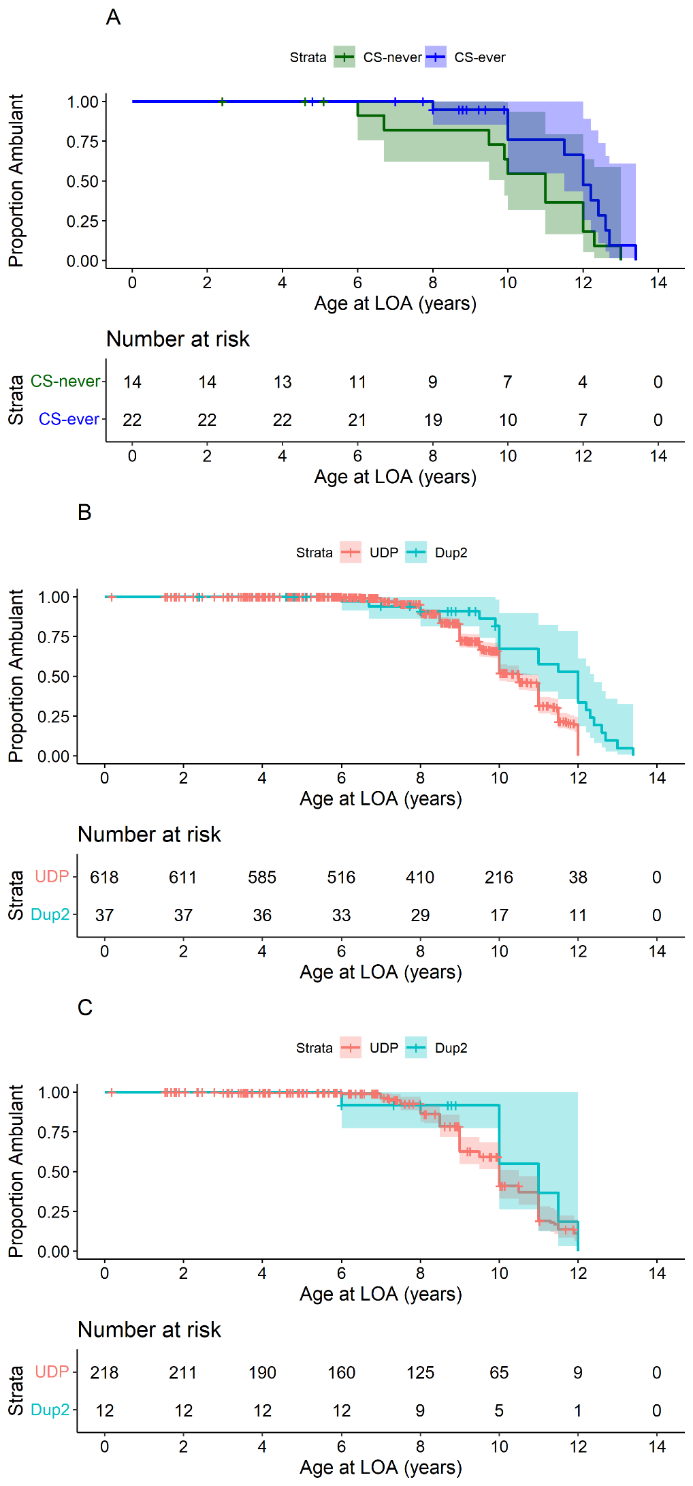 A
Strata CS-never CS-ever
1.00
0.75
0.50
0.25
0.00
Proportion Ambulant
0 2 4 6 8 10 12 14
Age at LOA (years)
Number at risk
Strata
CS-never 14 14 13 11 9 7 4 0
CS-ever 22 22 22 21 19 10 7 0
0 2 4 6 8 10 12 14
Age at LOA (years)
B
Strata UDP Dup2
1.00
0.75
0.50
0.25
0.00
Proportion Ambulant
0 2 4 6 8 10 12 14
Age at LOA (years)
Number at risk
Strata
UDP 618 611 585 516 410 216 38 0
Dup2 37 37 36 33 29 17 11 0
0 2 4 6 8 10 12 14
Age at LOA (years)
C
Strata UDP Dup2
1.00
0.75
0.50
0.25
0.00
Proportion Ambulant
0 2 4 6 8 10 12 14
Age at LOA (years)
Number at risk
Strata
UDP 218 211 190 160 125 65 9 0
Dup2 12 12 12 12 9 5 1 0
0 2 4 6 8 10 12 14
Age at LOA (years)